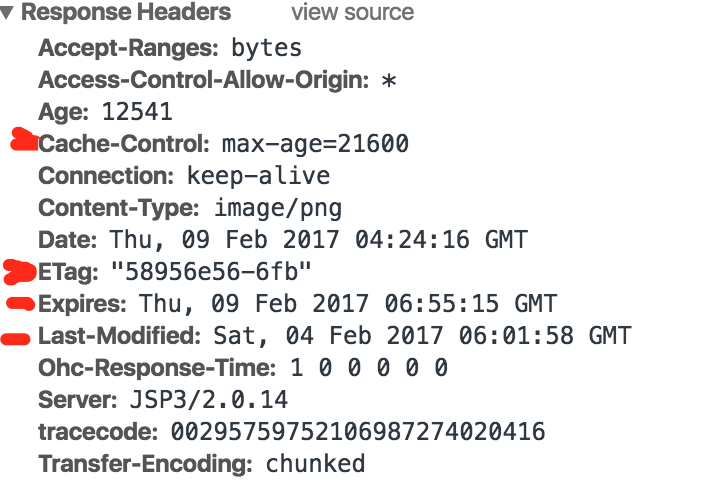 Response Headers view source
Accept-Ranges: bytes
Access-Control-Allow-Origin: *
Age: 12541
Cache-Control: max-age=21600
Connection: keep-alive
Content-Type: image/png
Date: Thu, 09 Feb 2017 04:24:16 GMT
ETag: "58956e56-6fb"
Expires: Thu, 09 Feb 2017 06:55:15 GMT
Last-Modified: Sat, 04 Feb 2017 06:01:58 GMT
Ohc-Response-Time: 1 0 0 0 0 0
Server: JSP3/2.0.14
tracecode: 00295759752106987274020416
Transfer-Encoding: chunked